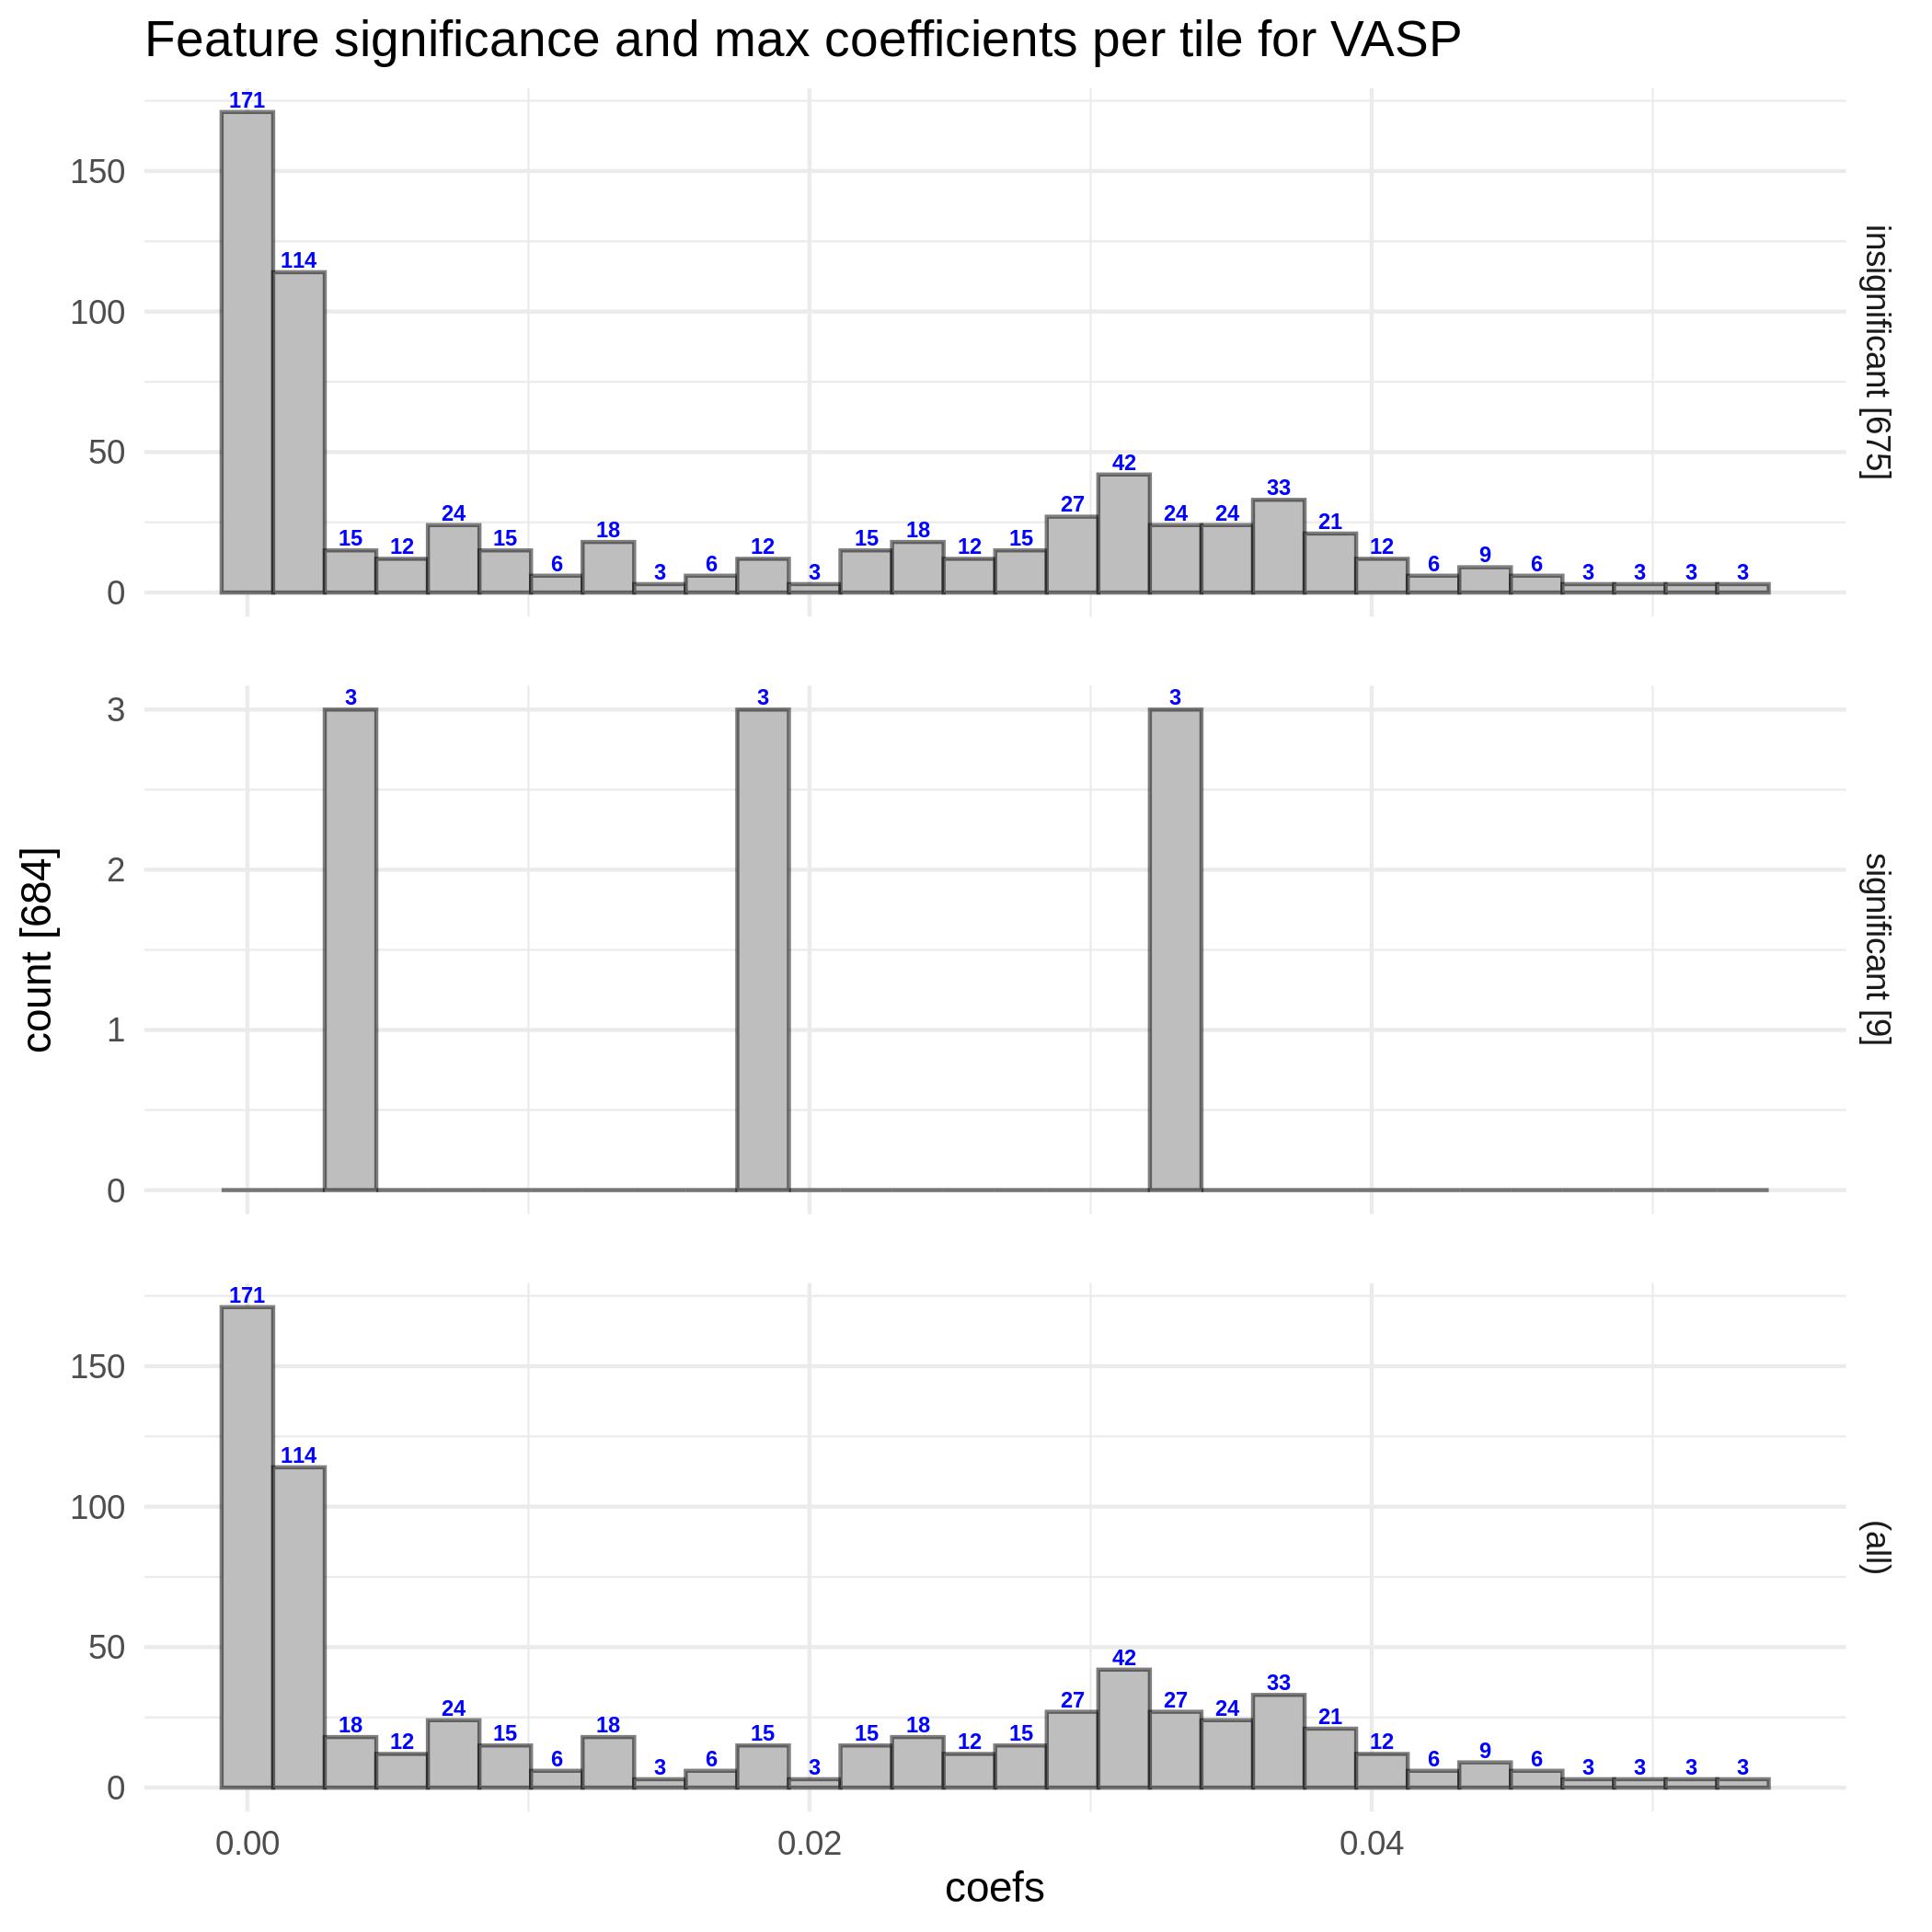 Feature significance and max coefficients per tile for VASP
171
114
15 12 24 15 6 18 3 6 12 3 15 18 12 15 27 42 24 24 33 21 12 6 9 6 3 3 3 3
150
100
50
0
insignificant [675]
3 3 3
3
2
1
0
significant [9]
count [684]
171
114
18 12 24 15 6 18 3 6 15 3 15 18 12 15 27 42 27 24 33 21 12 6 9 6 3 3 3 3
150
100
50
0
(all)
0.00 0.02 0.04
coefs